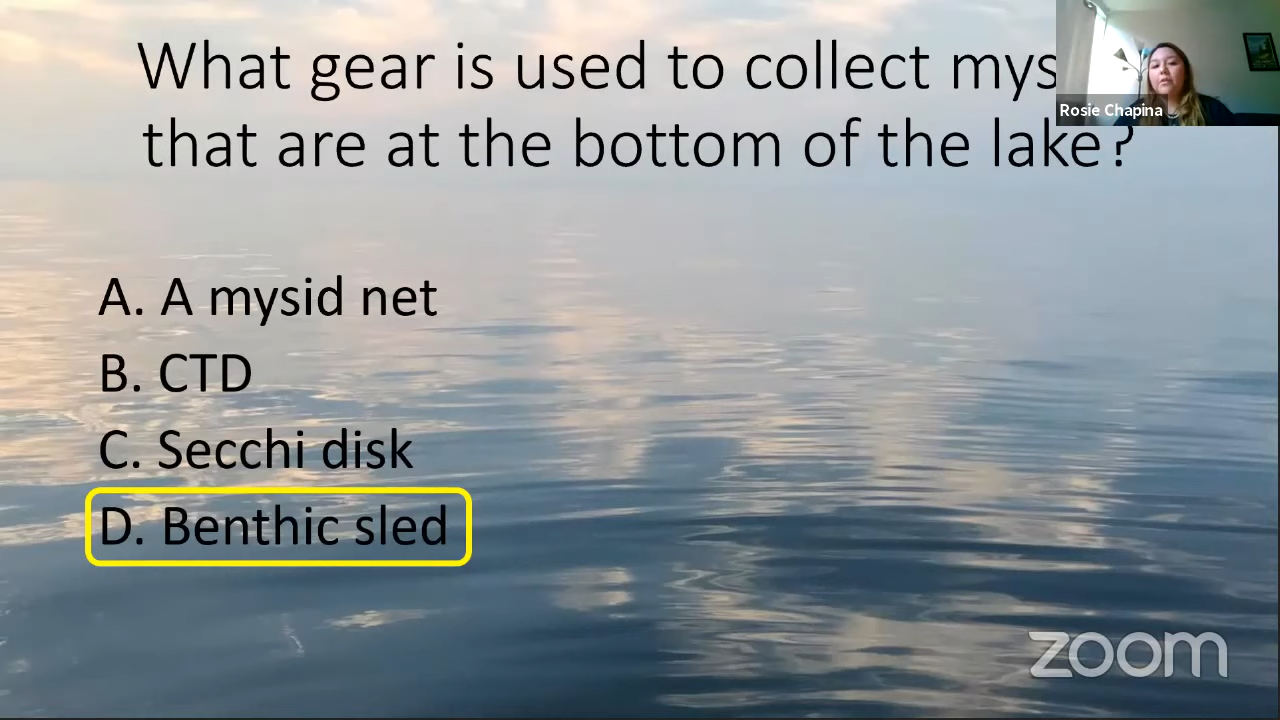 What gear is used to collect mys
that are at the bottom of the lake?
Rosie Chapina
A. A mysid net
B. CTD
C. Secchi disk
D. Benthic sled
zoom